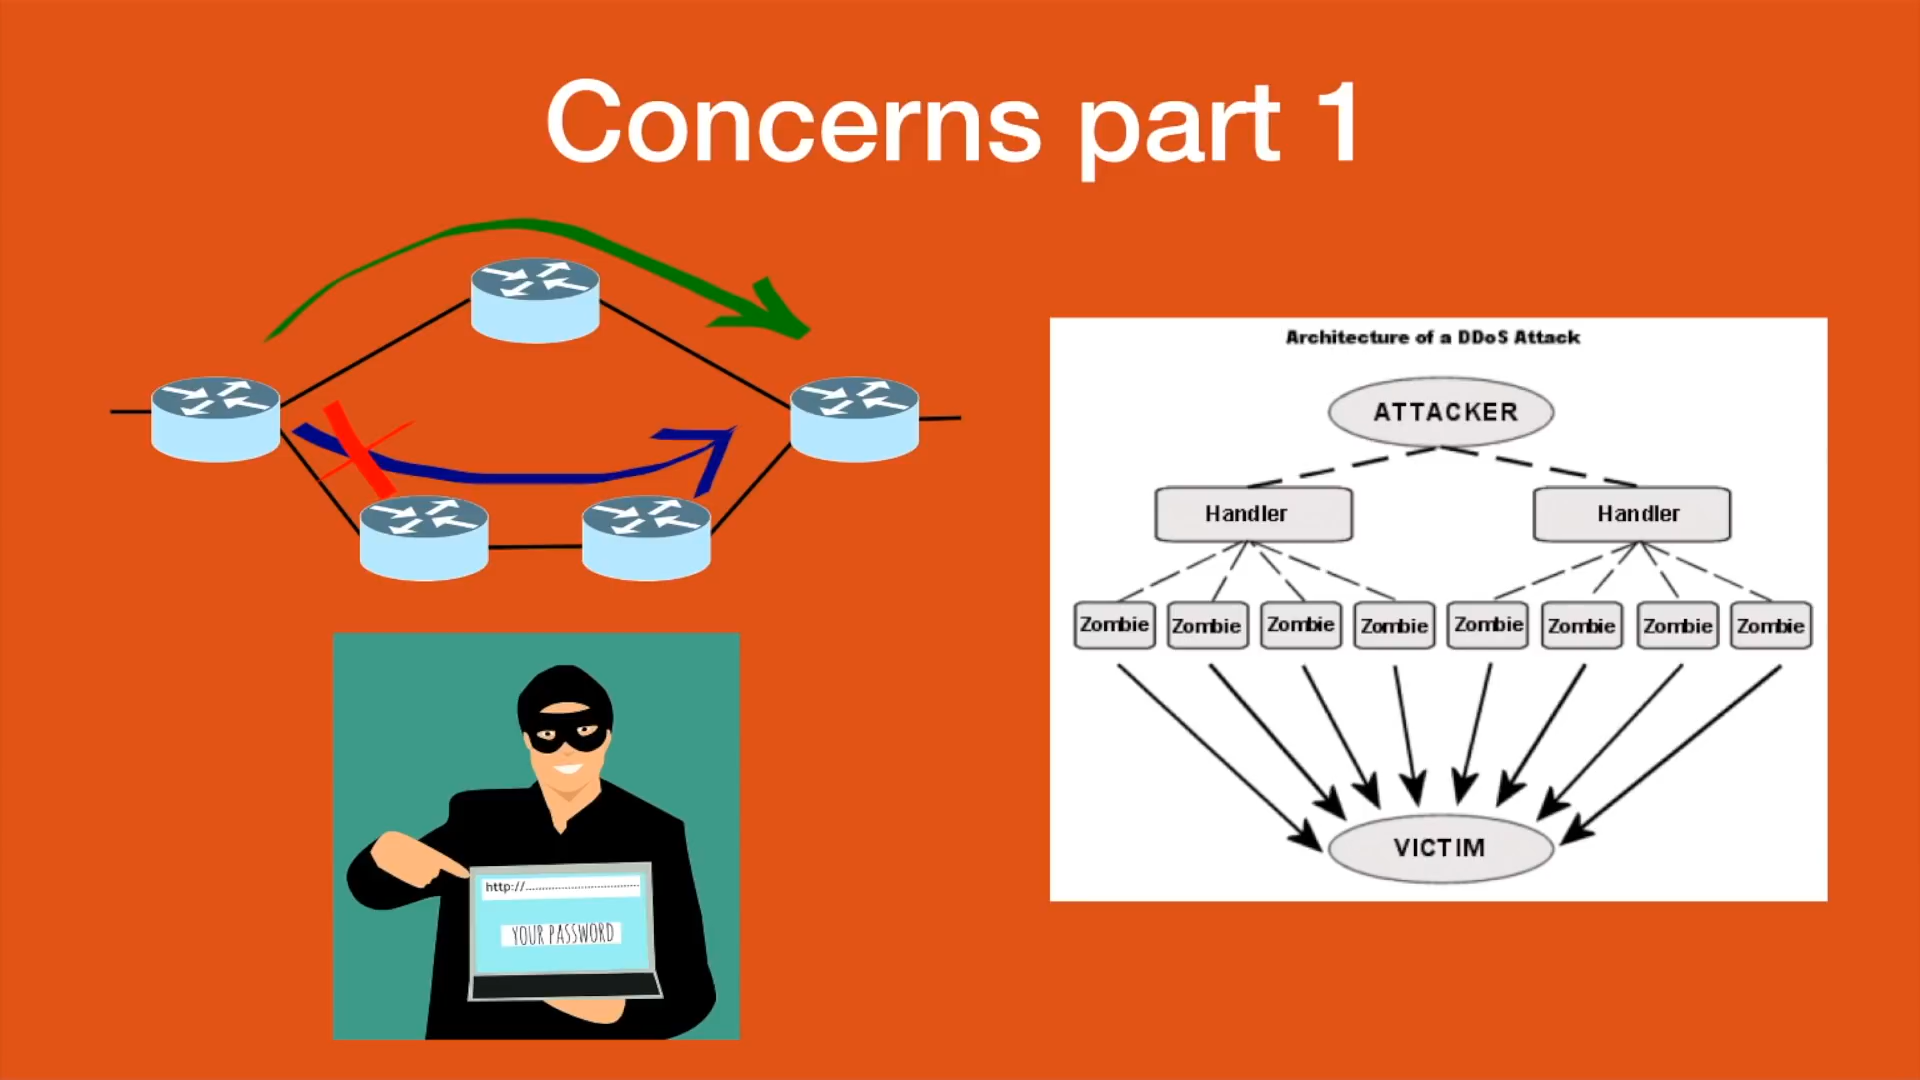 Concerns part 1
Architecture of a DDoS Attack
ATTACKER
Handler
Handler
Zombie
Zombie
Zombie
Zombie
Zombie
Zombie
Zombie
Zombie
VICTIM
http://.......................................
YOUR PASSWORD